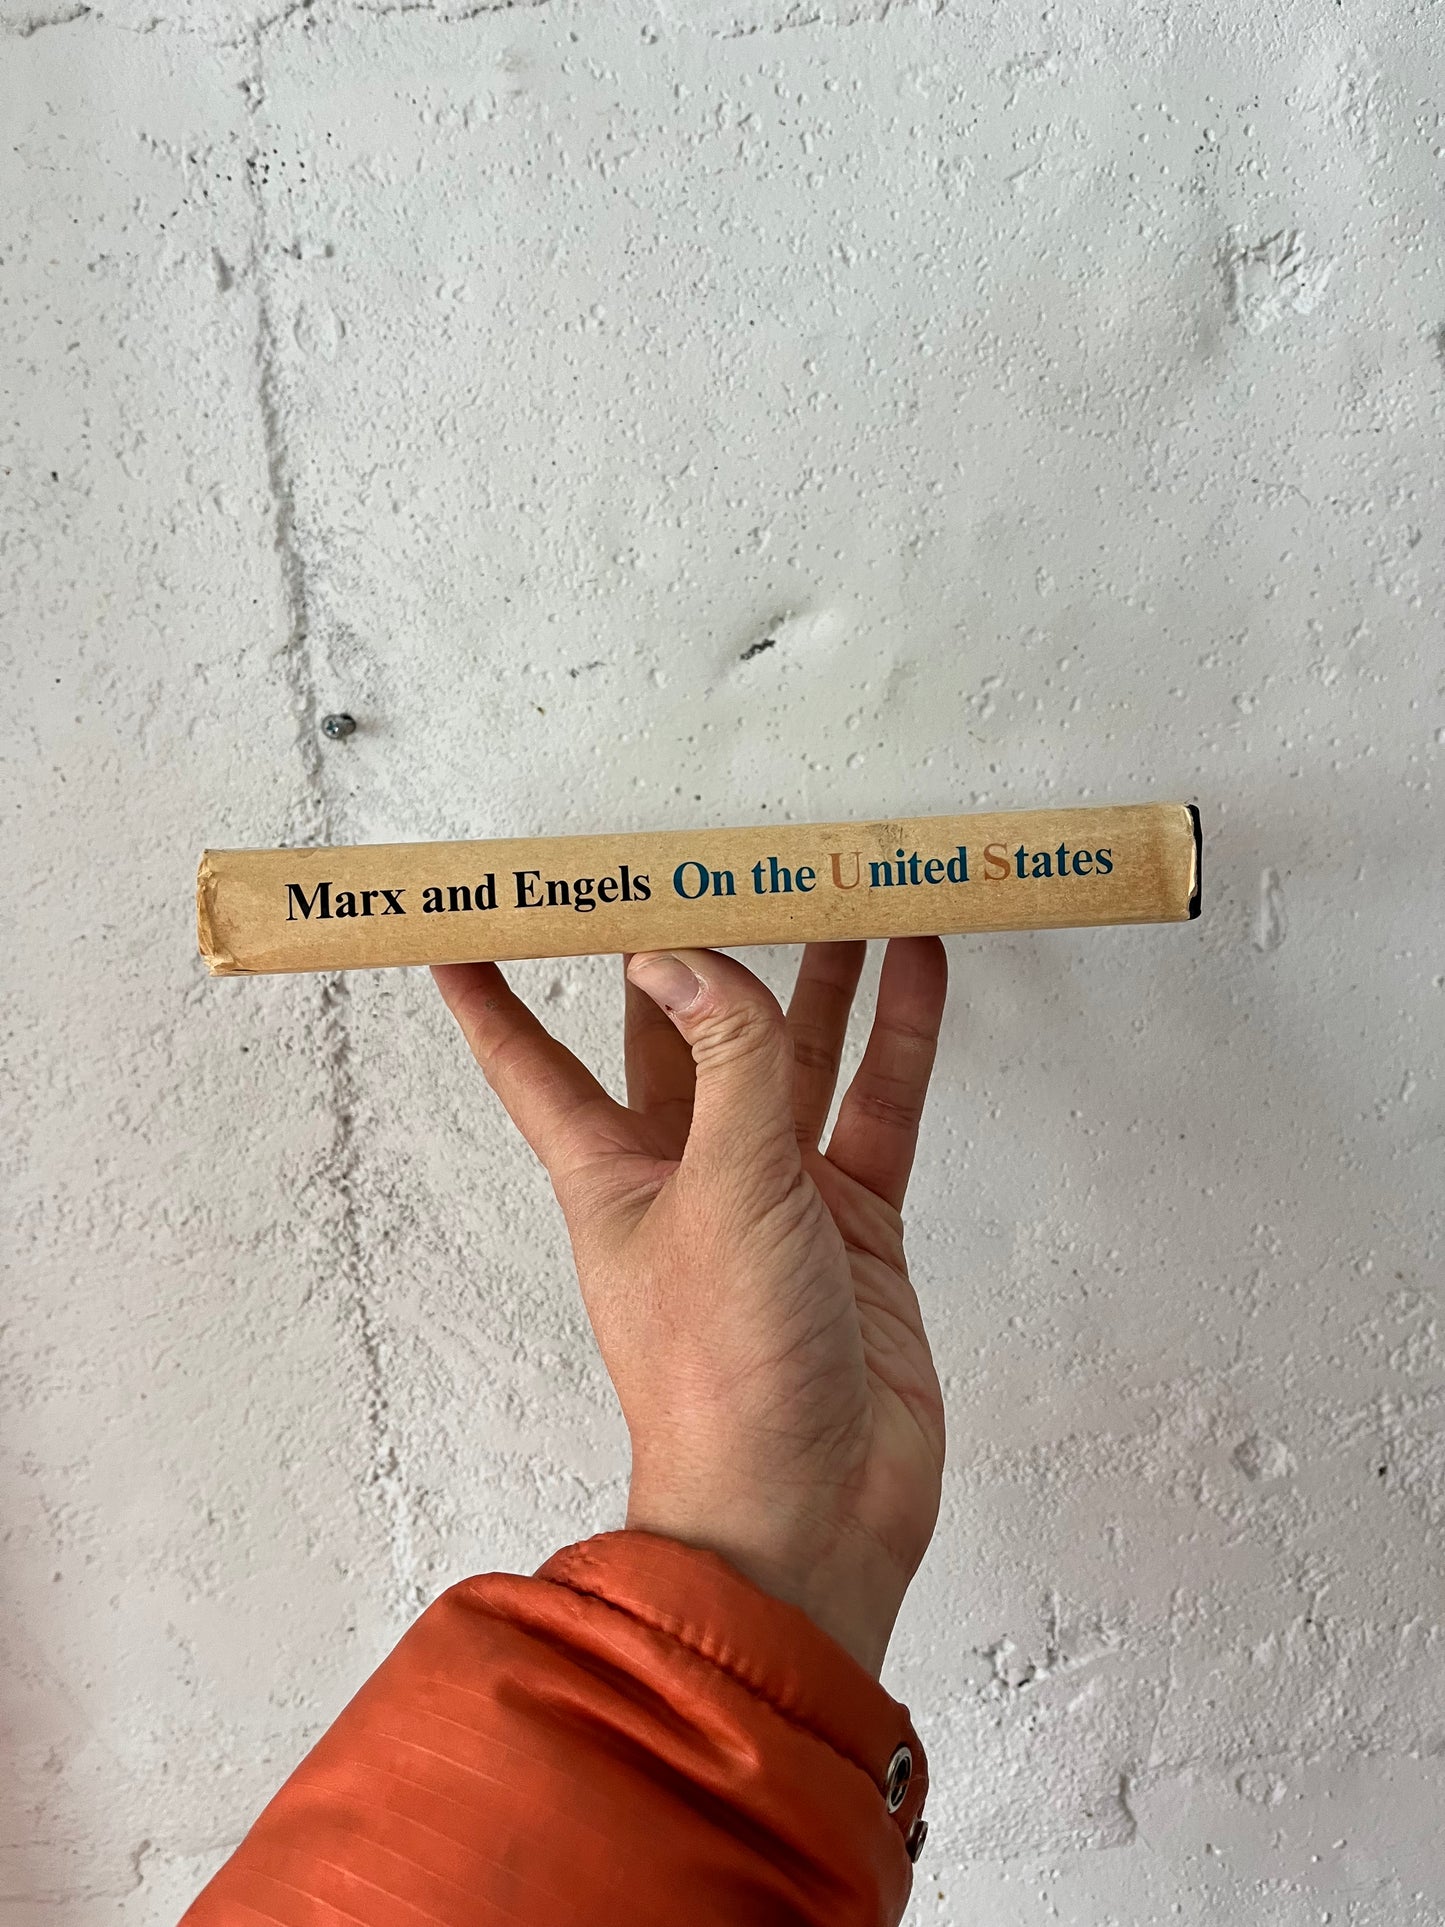 Marx and Engels On the United States